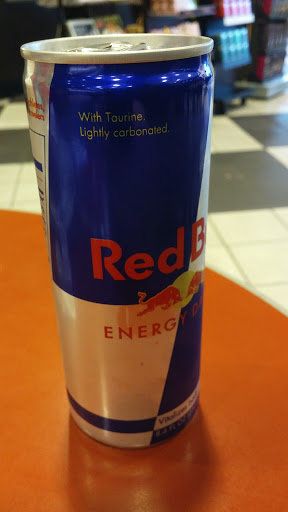 With Taurine.
Lightly carbonated.
Red B
ENERGY D